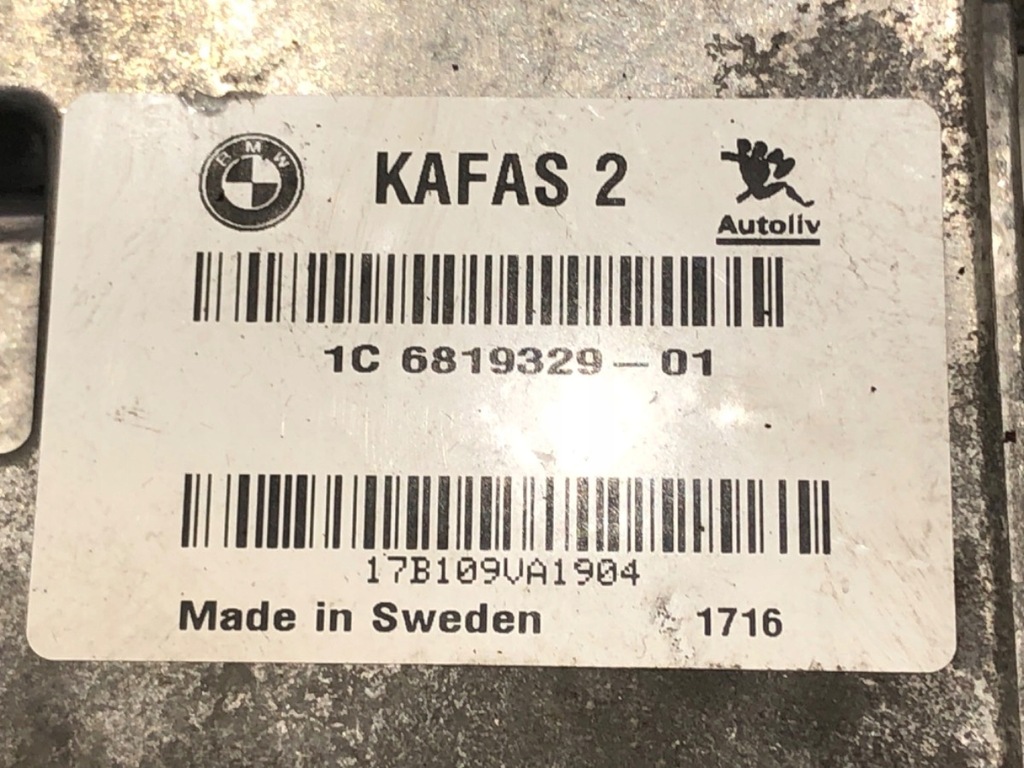 BMW KAFAS 2
Autoliv
1C 6819329-01
17B109VA1904
Made in Sweden 1716